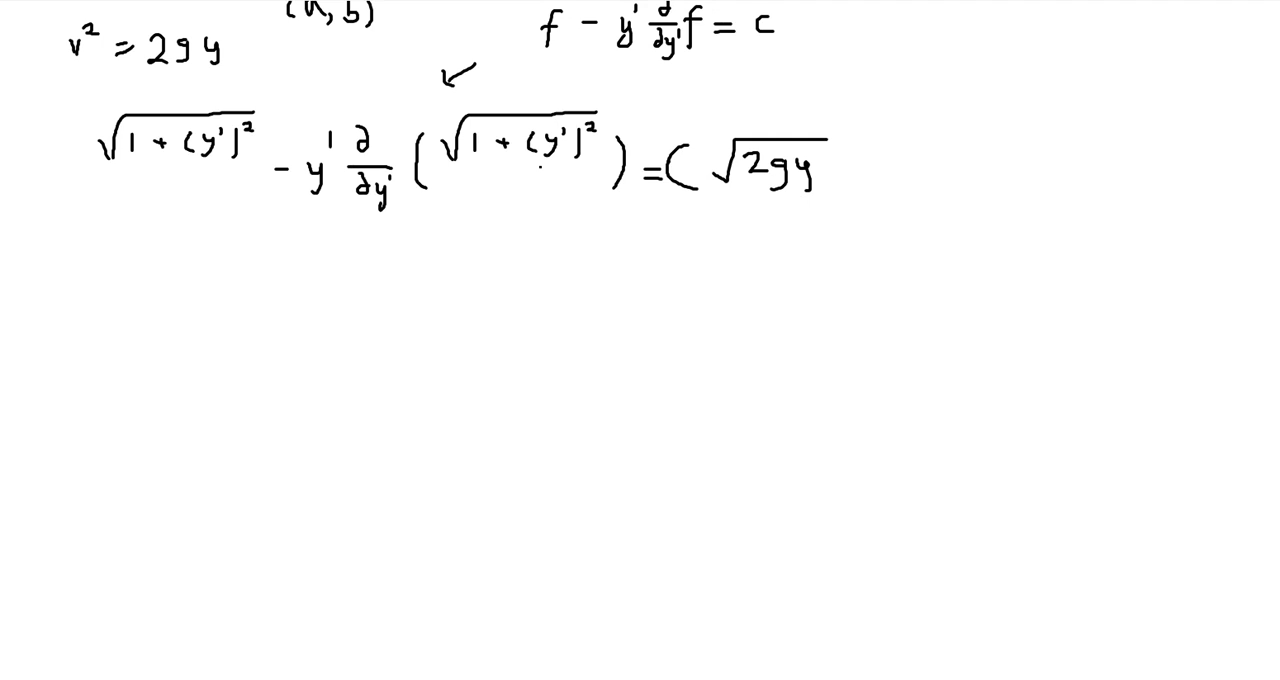 (a, b)
f - y' ∂/∂y' f = c
v² = 2gy
√(1 + (y')²) - y' ∂/∂y' (√(1 + (y')²)) = C √(2gy)